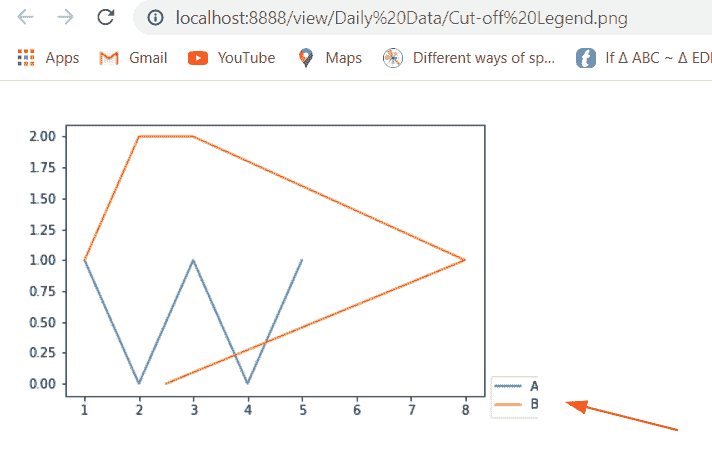 localhost:8888/view/Daily%20Data/Cut-off%20Legend.png
Apps Gmail YouTube Maps Different ways of sp... If Δ ABC ~ Δ EDI
2.00
1.75
1.50
1.25
1.00
0.75
0.50
0.25
0.00
1 2 3 4 5 6 7 8
A
B